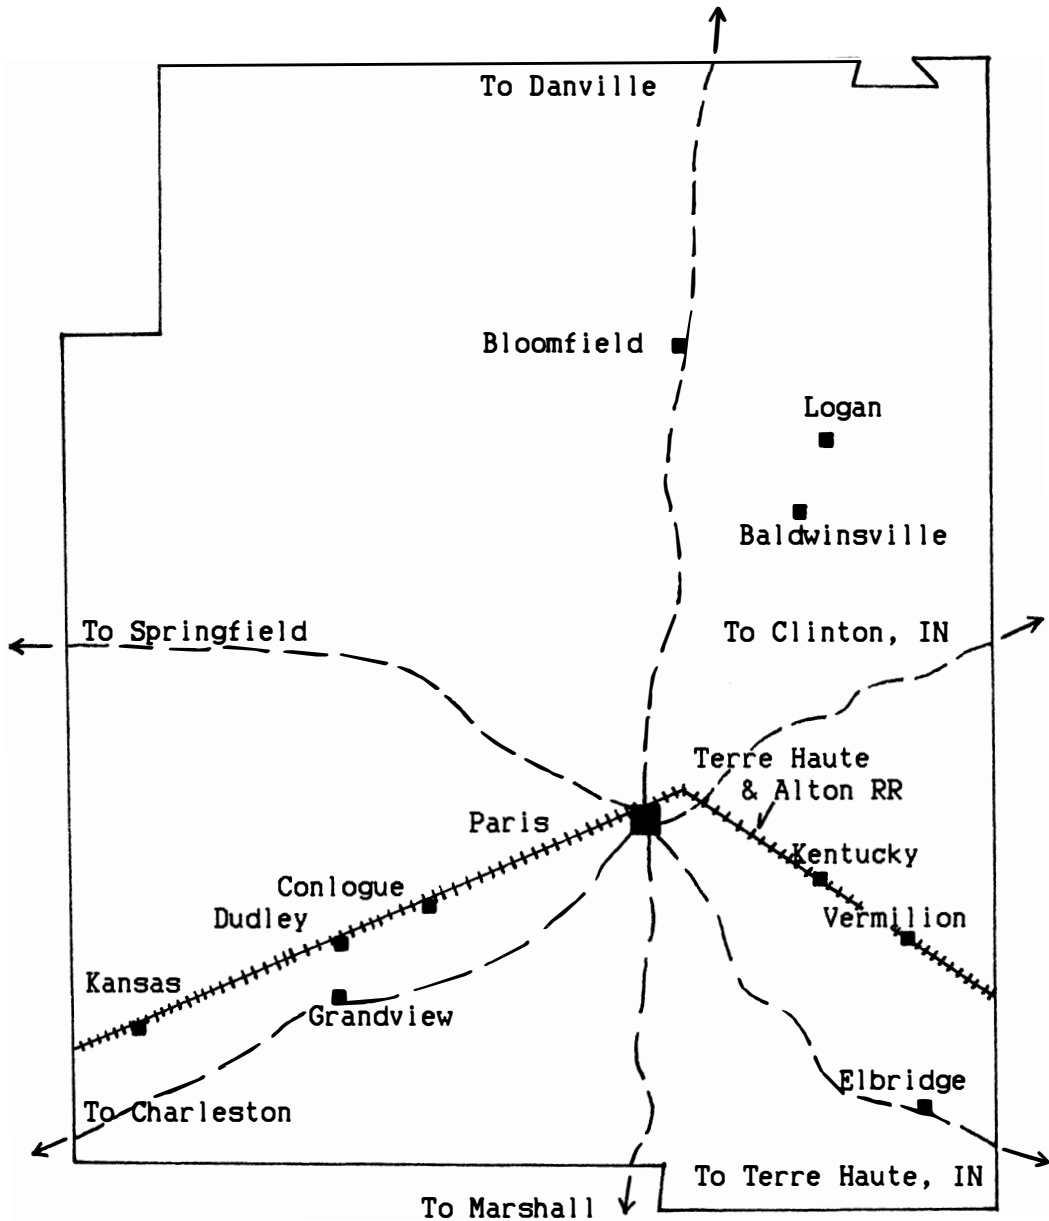 To Danville
Bloomfield
Logan
Baldwinsville
To Springfield
To Clinton, IN
Terre Haute
& Alton RR
Paris
Kentucky
Conlogue
Dudley
Vermilion
Kansas
Grandview
Elbridge
To Charleston
To Terre Haute, IN
To Marshall